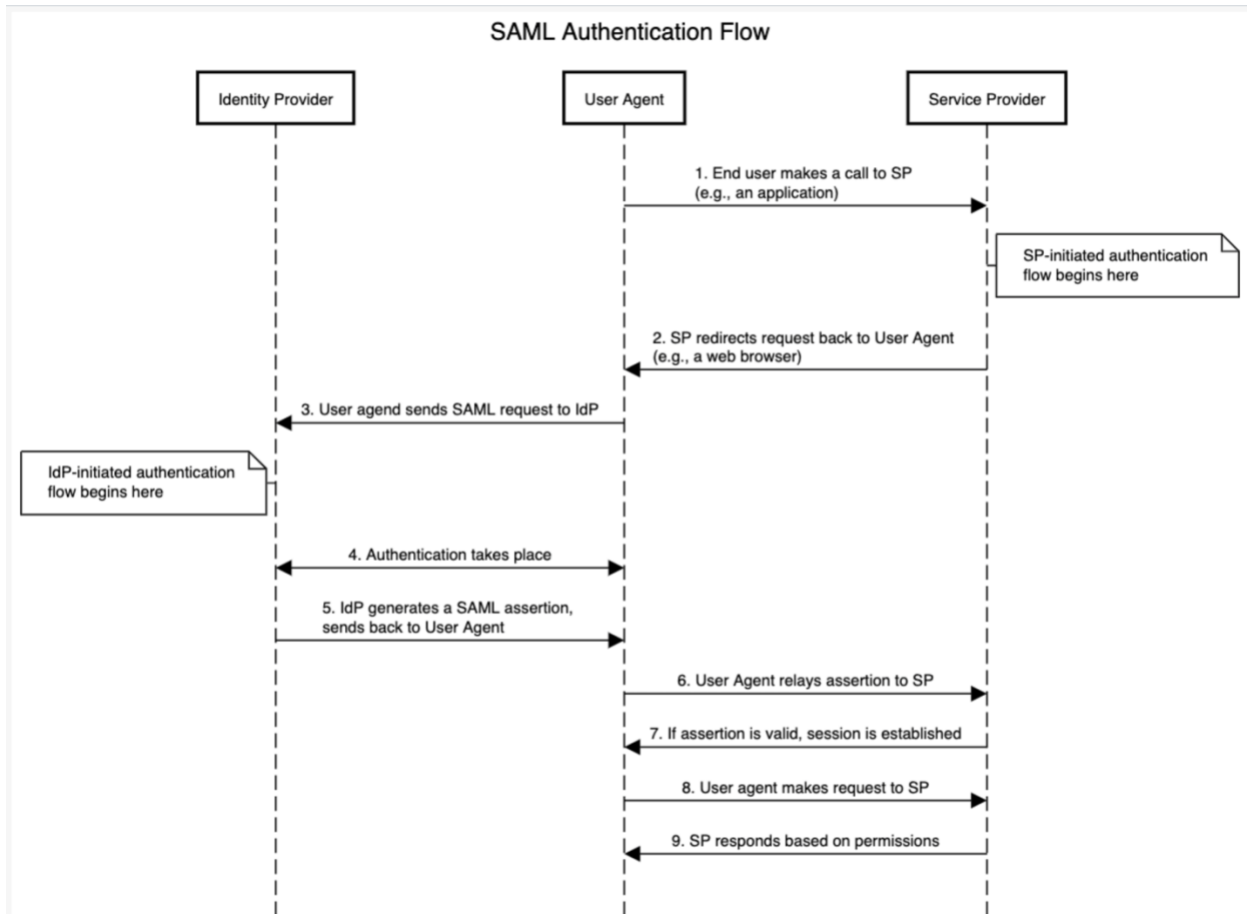 SAML Authentication Flow
Identity Provider
User Agent
Service Provider
1. End user makes a call to SP
(e.g., an application)
SP-initiated authentication
flow begins here
2. SP redirects request back to User Agent
(e.g., a web browser)
3. User agend sends SAML request to IdP
IdP-initiated authentication
flow begins here
4. Authentication takes place
5. IdP generates a SAML assertion,
sends back to User Agent
6. User Agent relays assertion to SP
7. If assertion is valid, session is established
8. User agent makes request to SP
9. SP responds based on permissions